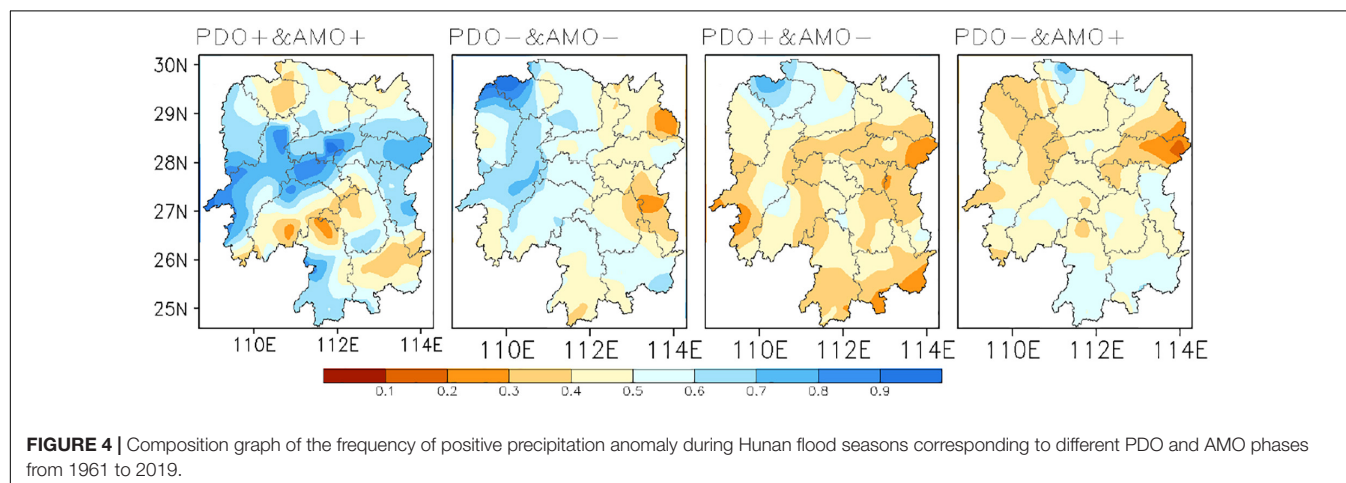 PDO+&AMO+ PDO−&AMO− PDO+&AMO− PDO−&AMO+
30N
29N
28N
27N
26N
25N
110E 112E 114E 110E 112E 114E 110E 112E 114E 110E 112E 114E
0.1 0.2 0.3 0.4 0.5 0.6 0.7 0.8 0.9
FIGURE 4 | Composition graph of the frequency of positive precipitation anomaly during Hunan flood seasons corresponding to different PDO and AMO phases
from 1961 to 2019.